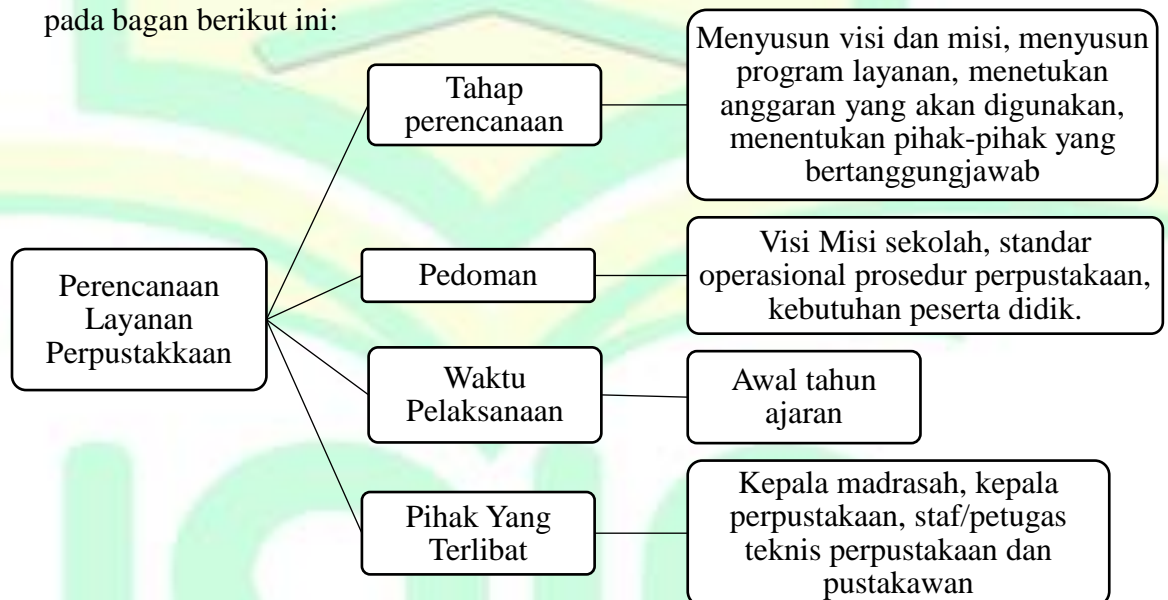 pada bagan berikut ini:
Perencanaan
Layanan
Perpustakkaan
Tahap
perencanaan
Menyusun visi dan misi, menyusun
program layanan, menetukan
anggaran yang akan digunakan,
menentukan pihak-pihak yang
bertanggungjawab
Pedoman
Visi Misi sekolah, standar
operasional prosedur perpustakaan,
kebutuhan peserta didik.
Waktu
Pelaksanaan
Awal tahun
ajaran
Pihak Yang
Terlibat
Kepala madrasah, kepala
perpustakaan, staf/petugas
teknis perpustakaan dan
pustakawan